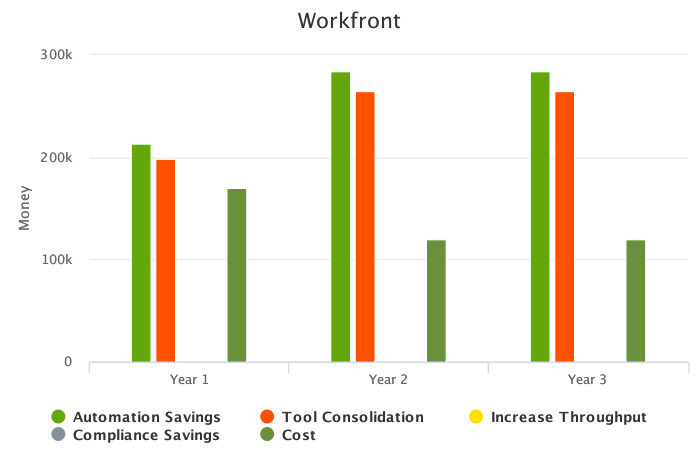 Workfront
300k
200k
100k
0
Money
Year 1
Year 2
Year 3
Automation Savings
Tool Consolidation
Increase Throughput
Compliance Savings
Cost